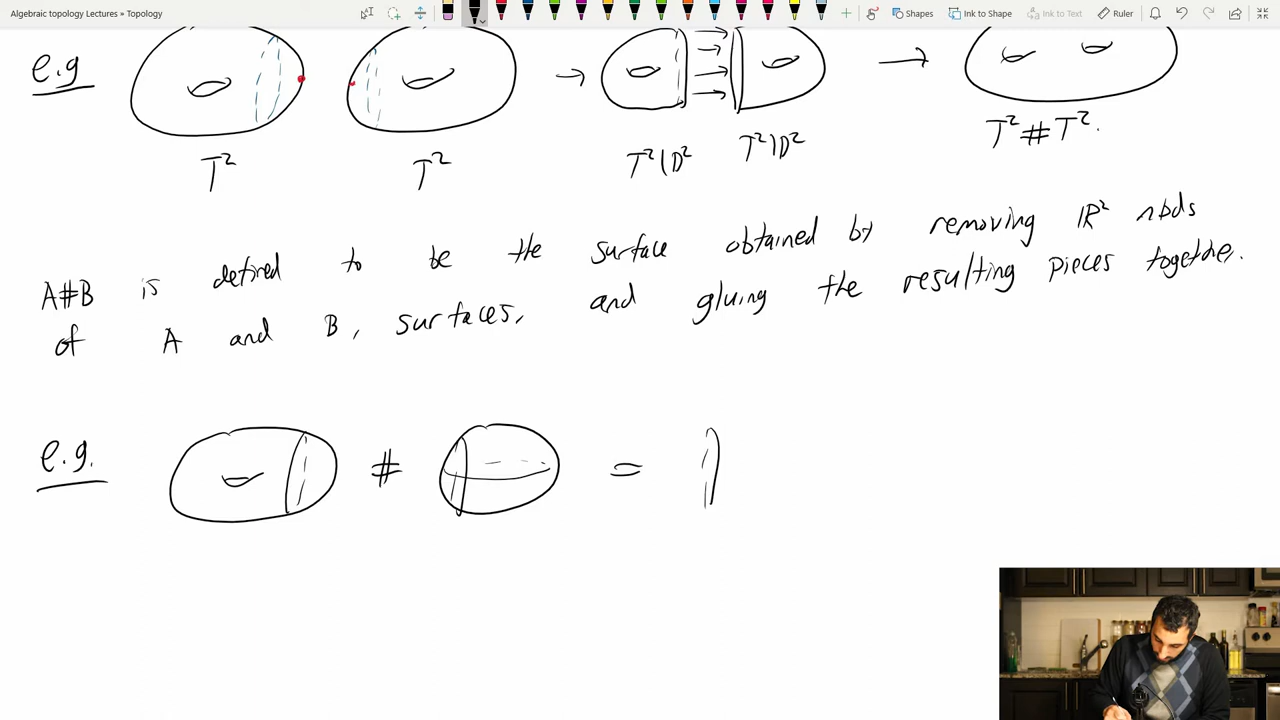 Algebraic topology Lectures » Topology
Shapes
Ink to Shape
Ink to Text
Ruler
e.g
T² T² T²\D² T²\D² T²#T².
A#B is defined to be the surface obtained by removing ℝ² nbds
of A and B, surfaces, and gluing the resulting pieces together.
e.g. # =